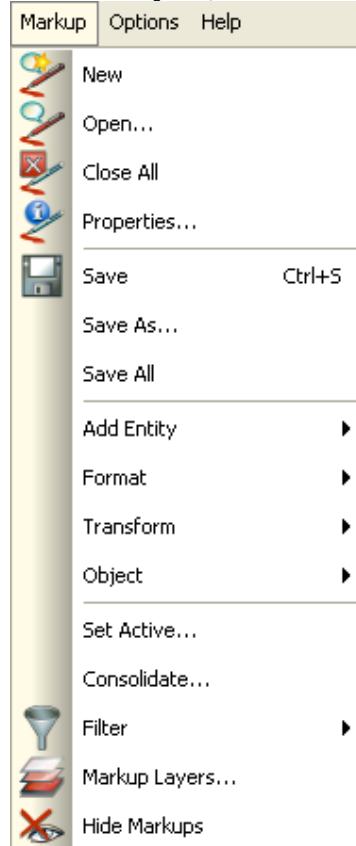 Markup Options Help
New
Open...
Close All
Properties...
Save Ctrl+S
Save As...
Save All
Add Entity
Format
Transform
Object
Set Active...
Consolidate...
Filter
Markup Layers...
Hide Markups